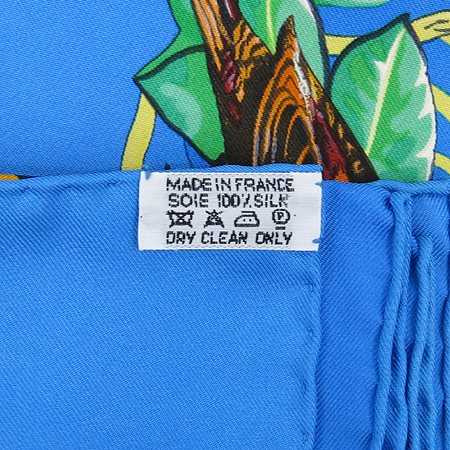 MADE IN FRANCE
SOIE 100% SILK
P
DRY CLEAN ONLY